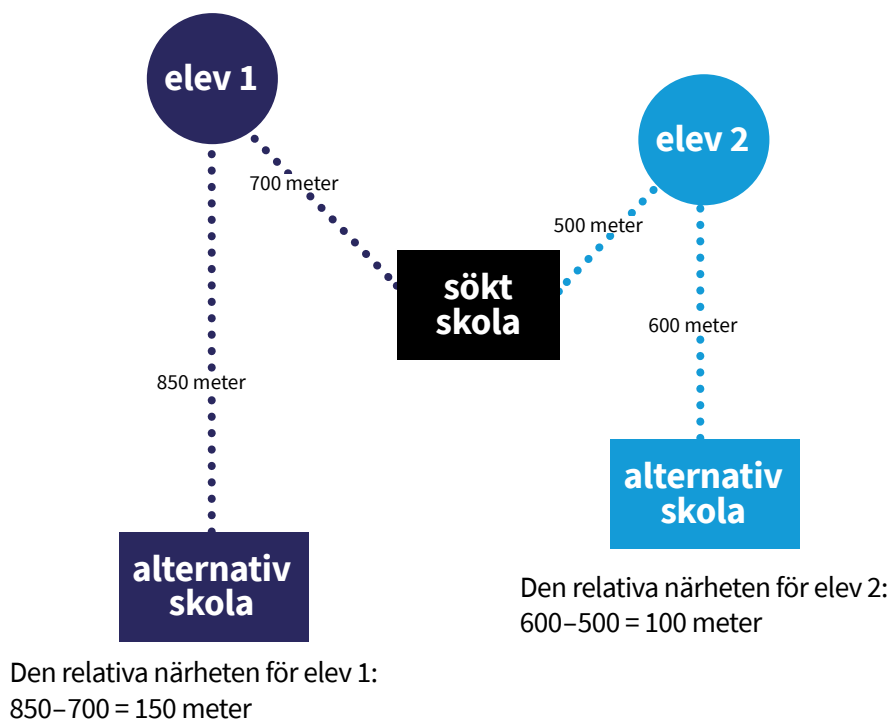 elev 1
elev 2
700 meter
500 meter
sökt
skola
600 meter
850 meter
alternativ
skola
alternativ
skola
Den relativa närheten för elev 2:
600–500 = 100 meter
Den relativa närheten för elev 1:
850–700 = 150 meter